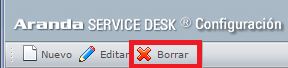 Aranda SERVICE DESK ® Configuración
Nuevo Editar Borrar